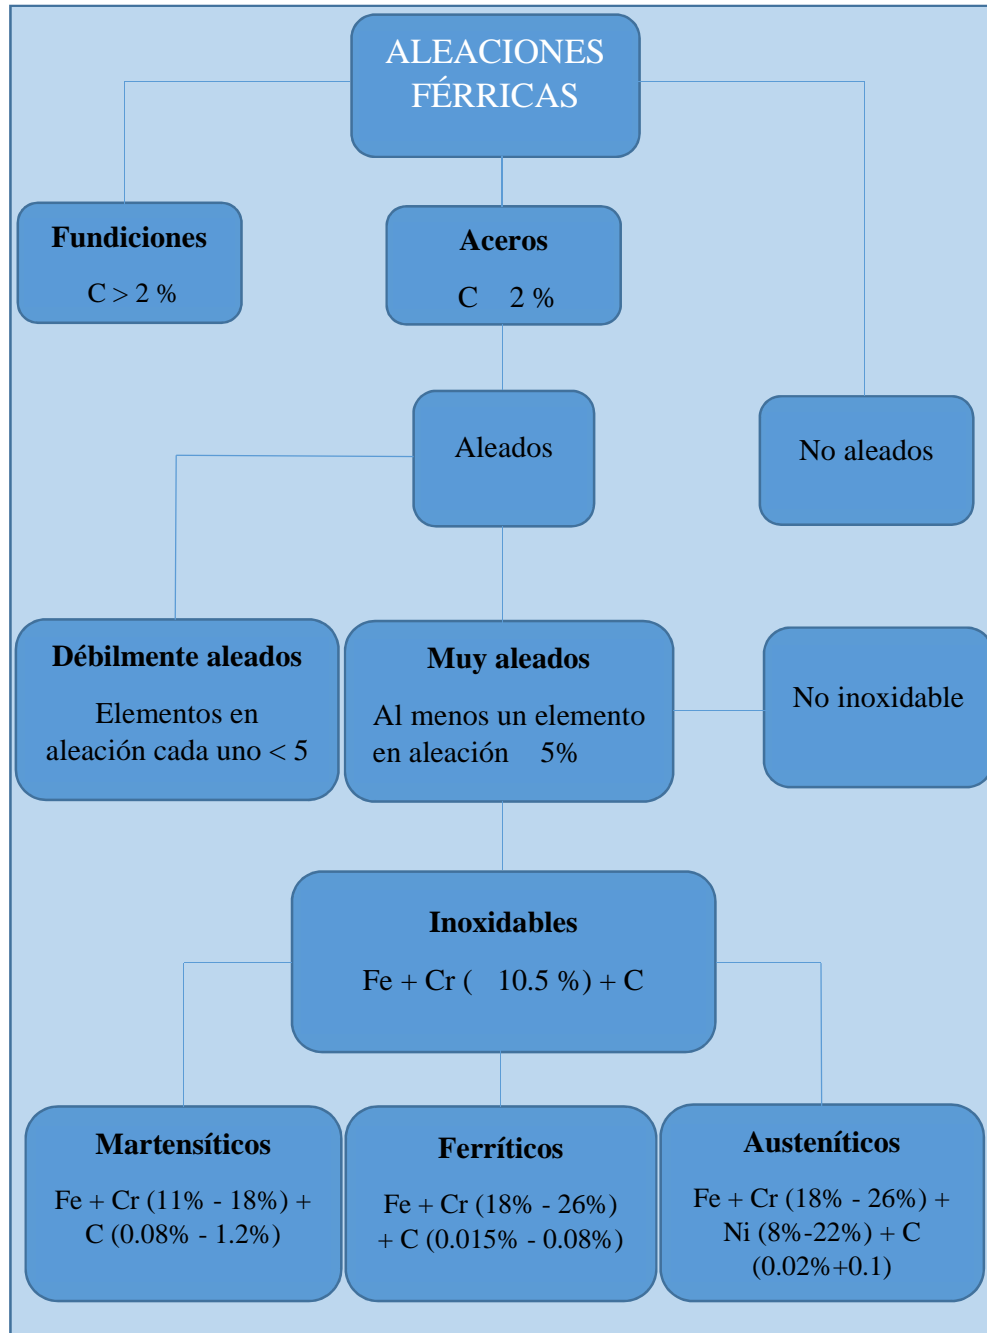 ALEACIONES
FÉRRICAS
Fundiciones
C > 2 %
Aceros
C 2 %
Aleados
No aleados
Débilmente aleados
Elementos en
aleación cada uno < 5
Muy aleados
Al menos un elemento
en aleación 5%
No inoxidable
Inoxidables
Fe + Cr ( 10.5 %) + C
Martensíticos
Fe + Cr (11% - 18%) +
C (0.08% - 1.2%)
Ferríticos
Fe + Cr (18% - 26%)
+ C (0.015% - 0.08%)
Austeníticos
Fe + Cr (18% - 26%) +
Ni (8%-22%) + C
(0.02%+0.1)